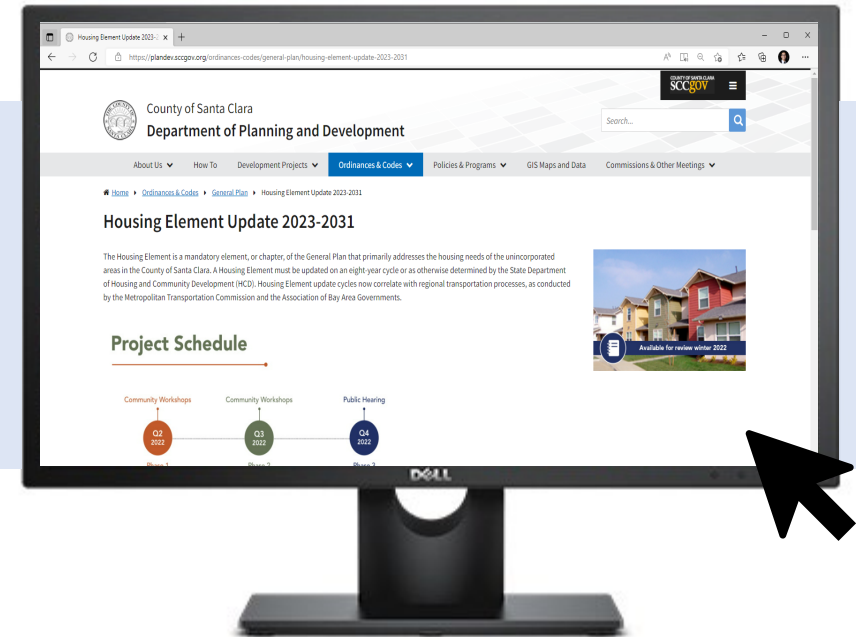 Housing Element Update 2023-2
https://plandev.sccgov.org/ordinances-codes/general-plan/housing-element-update-2023-2031
COUNTY OF SANTA CLARA
sccgov
County of Santa Clara
Department of Planning and Development
Search...
About Us
How To
Development Projects
Ordinances & Codes
Policies & Programs
GIS Maps and Data
Commissions & Other Meetings
Home
Ordinances & Codes
General Plan
Housing Element Update 2023-2031
Housing Element Update 2023-2031
The Housing Element is a mandatory element, or chapter, of the General Plan that primarily addresses the housing needs of the unincorporated
areas in the County of Santa Clara. A Housing Element must be updated on an eight-year cycle or as otherwise determined by the State Department
of Housing and Community Development (HCD). Housing Element update cycles now correlate with regional transportation processes, as conducted
by the Metropolitan Transportation Commission and the Association of Bay Area Governments.
Available for review winter 2022
Project Schedule
Community Workshops
Community Workshops
Public Hearing
Q2
2022
Q3
2022
Q4
2022
Phase 1
Phase 2
Phase 3
DELL